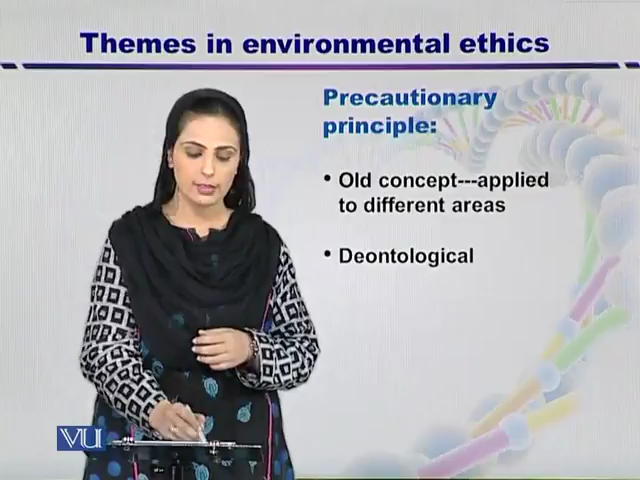 Themes in environmental ethics
Precautionary
principle:
• Old concept---applied
to different areas
• Deontological
VU